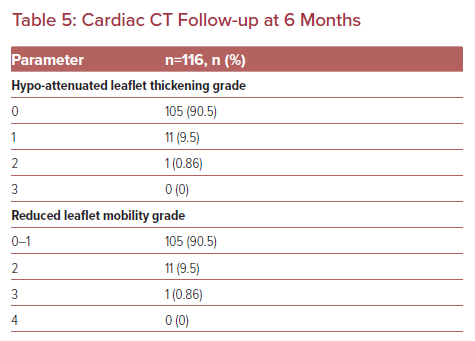 Table 5: Cardiac CT Follow-up at 6 Months
Parameter n=116, n (%)
Hypo-attenuated leaflet thickening grade
0 105 (90.5)
1 11 (9.5)
2 1 (0.86)
3 0 (0)
Reduced leaflet mobility grade
0–1 105 (90.5)
2 11 (9.5)
3 1 (0.86)
4 0 (0)